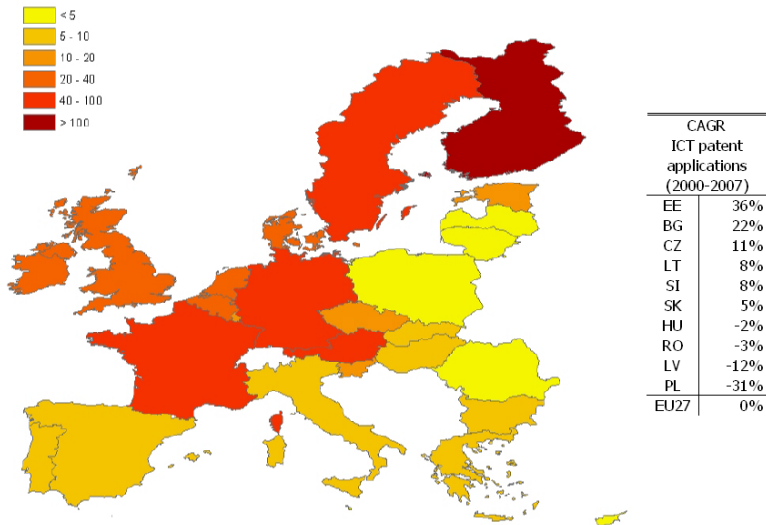 < 5
5 - 10
10 - 20
20 - 40
40 - 100
> 100
CAGR
ICT patent
applications
(2000-2007)
EE 36%
BG 22%
CZ 11%
LT 8%
SI 8%
SK 5%
HU -2%
RO -3%
LV -12%
PL -31%
EU27 0%